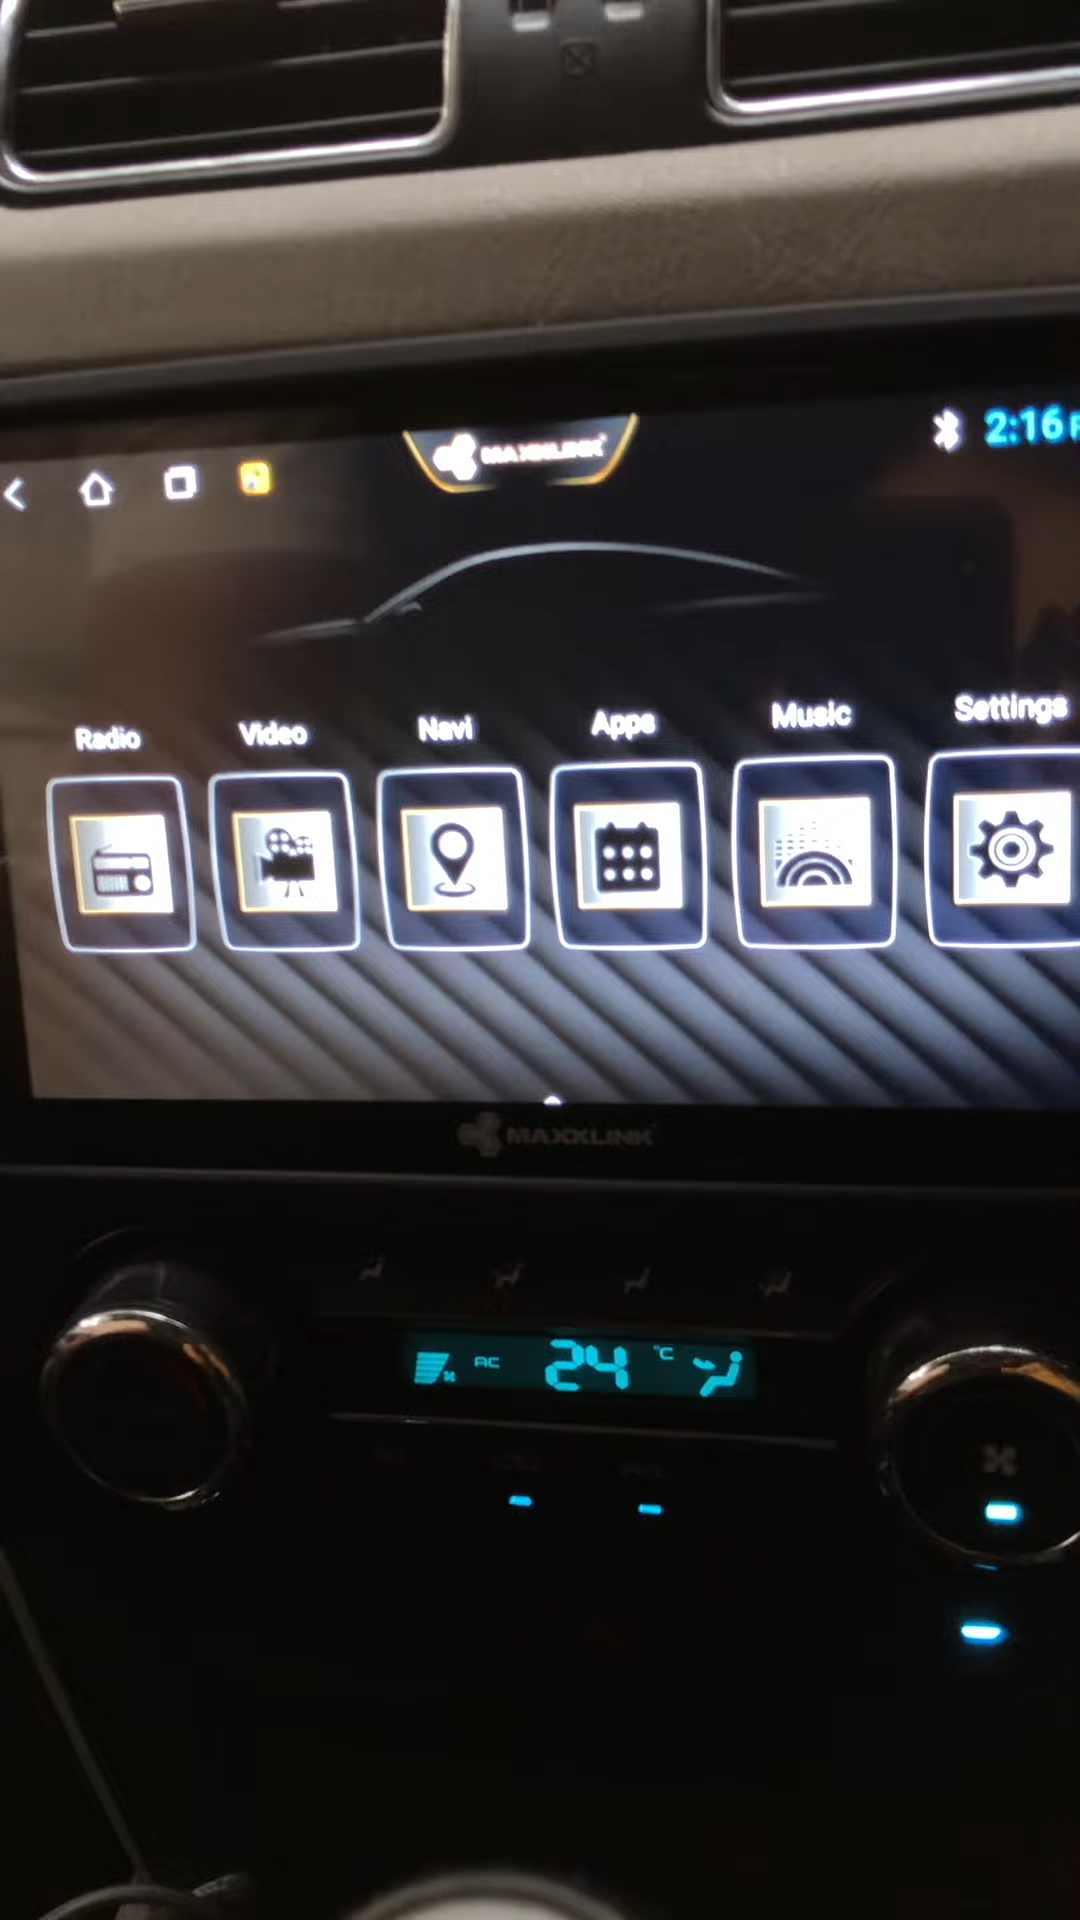 MAXXLINK
2:16
Radio Video Navi Apps Music Settings
MAXXLINK
AC 24 °C